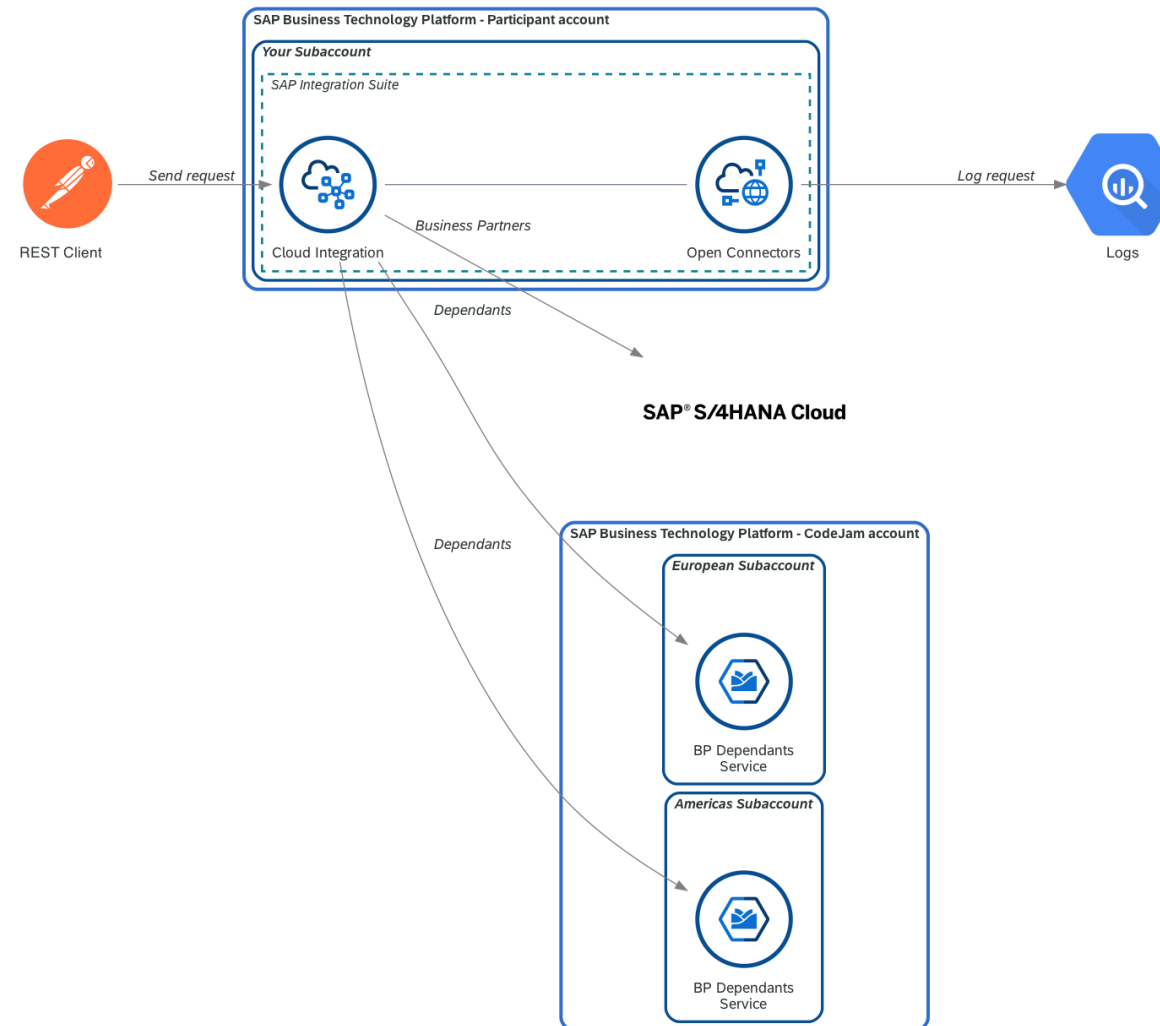 SAP Business Technology Platform - Participant account
Your Subaccount
SAP Integration Suite
Send request
Log request
Business Partners
REST Client
Cloud Integration
Open Connectors
Logs
Dependants
SAP® S/4HANA Cloud
SAP Business Technology Platform - CodeJam account
Dependants
European Subaccount
BP Dependants
Service
Americas Subaccount
BP Dependants
Service